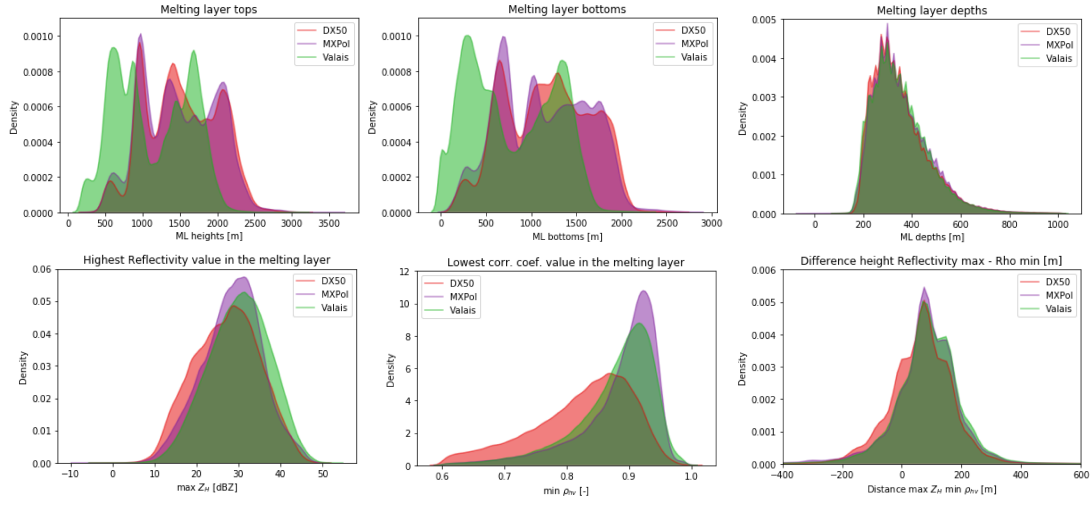 Melting layer tops
Density
0.0010
0.0008
0.0006
0.0004
0.0002
0.0000
DX50
MXPol
Valais
0 500 1000 1500 2000 2500 3000 3500
ML heights [m]
Melting layer bottoms
Density
0.0010
0.0008
0.0006
0.0004
0.0002
0.0000
DX50
MXPol
Valais
0 500 1000 1500 2000 2500 3000
ML bottoms [m]
Melting layer depths
Density
0.005
0.004
0.003
0.002
0.001
0.000
DX50
MXPol
Valais
0 200 400 600 800 1000
ML depths [m]
Highest Reflectivity value in the melting layer
Density
0.06
0.05
0.04
0.03
0.02
0.01
0.00
DX50
MXPol
Valais
−10 0 10 20 30 40 50
max Z_H [dBZ]
Lowest corr. coef. value in the melting layer
Density
12
10
8
6
4
2
0
DX50
MXPol
Valais
0.6 0.7 0.8 0.9 1.0
min ρ_hv [-]
Difference height Reflectivity max - Rho min [m]
Density
0.006
0.005
0.004
0.003
0.002
0.001
0.000
DX50
MXPol
Valais
−400 −200 0 200 400 600
Distance max Z_H min ρ_hv [m]